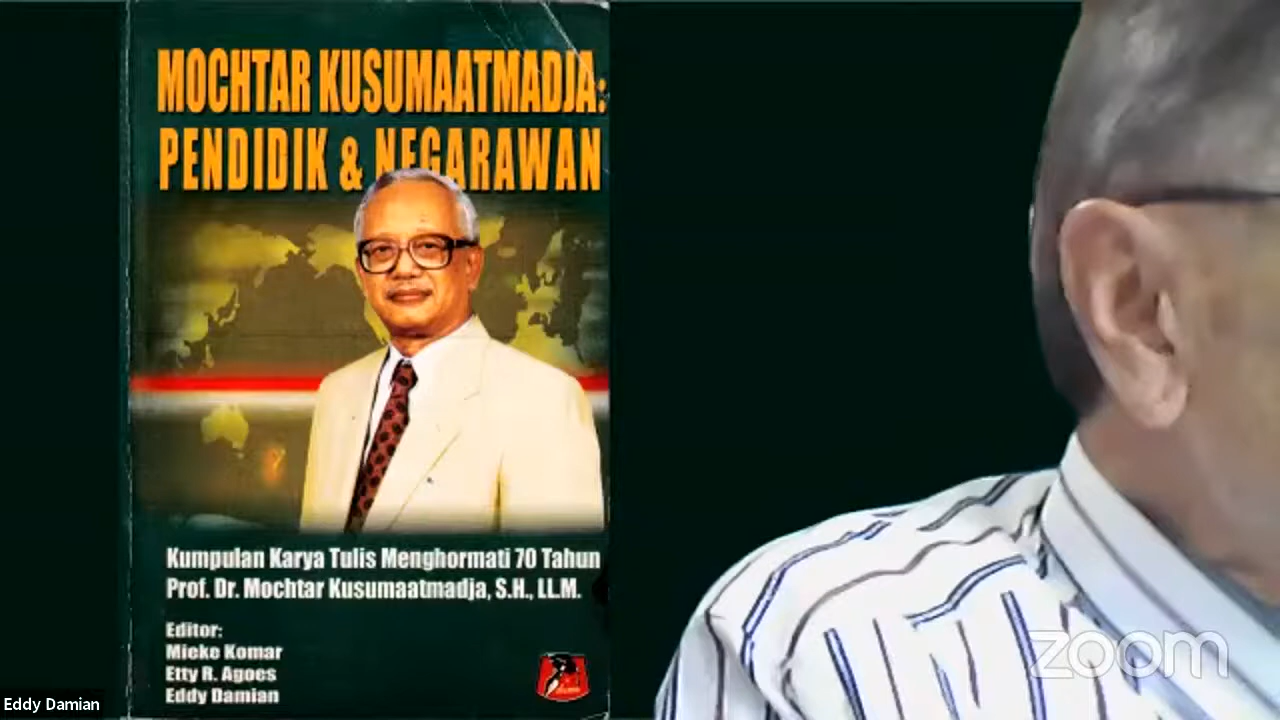 MOCHTAR KUSUMAATMADJA:
PENDIDIK & NEGARAWAN
Kumpulan Karya Tulis Menghormati 70 Tahun
Prof. Dr. Mochtar Kusumaatmadja, S.H., LL.M.
Editor:
Mieke Komar
Etty R. Agoes
Eddy Damian
Eddy Damian
zoom